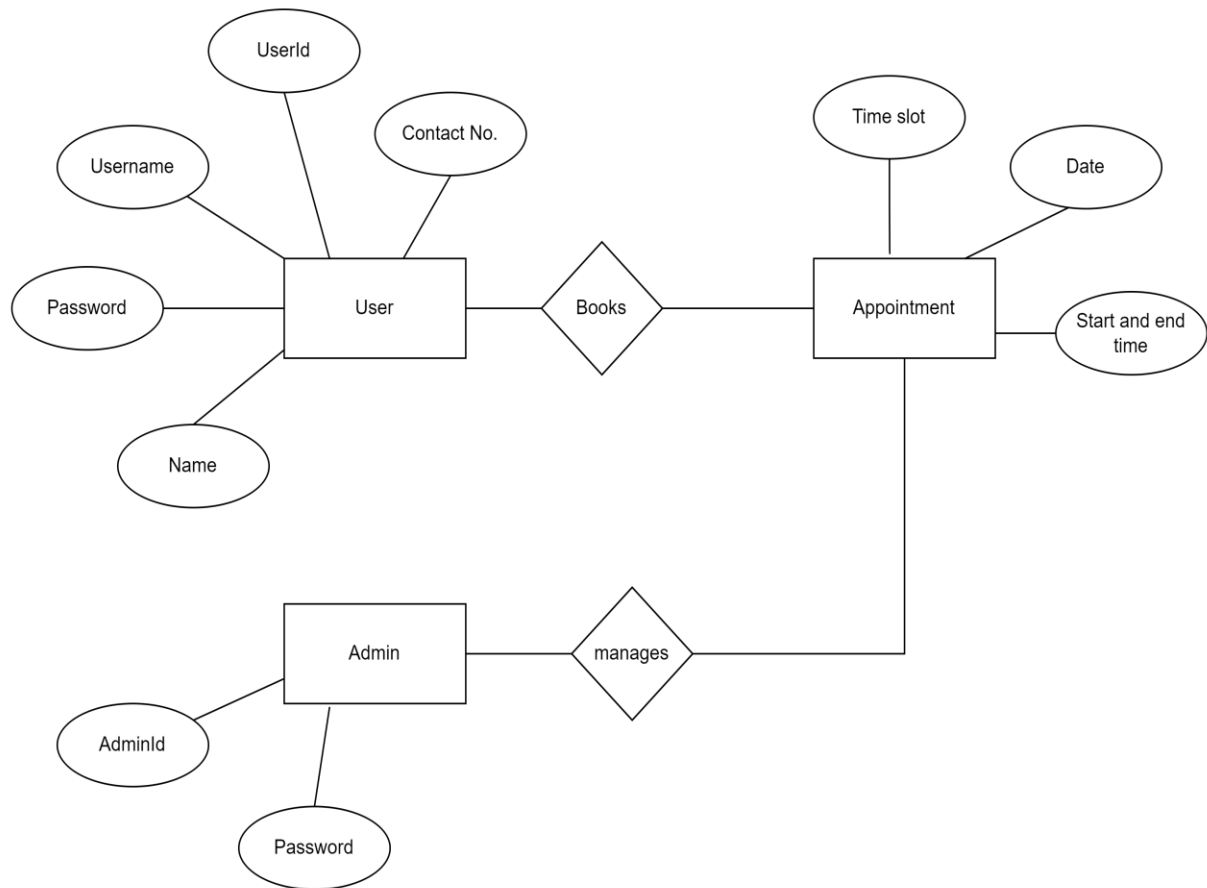 UserId
Contact No.
Time slot
Username
Date
Password
User
Books
Appointment
Start and end
time
Name
Admin
manages
AdminId
Password